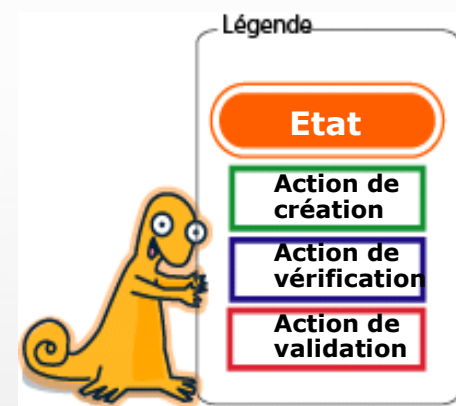 Légende
Etat
Action de
création
Action de
vérification
Action de
validation